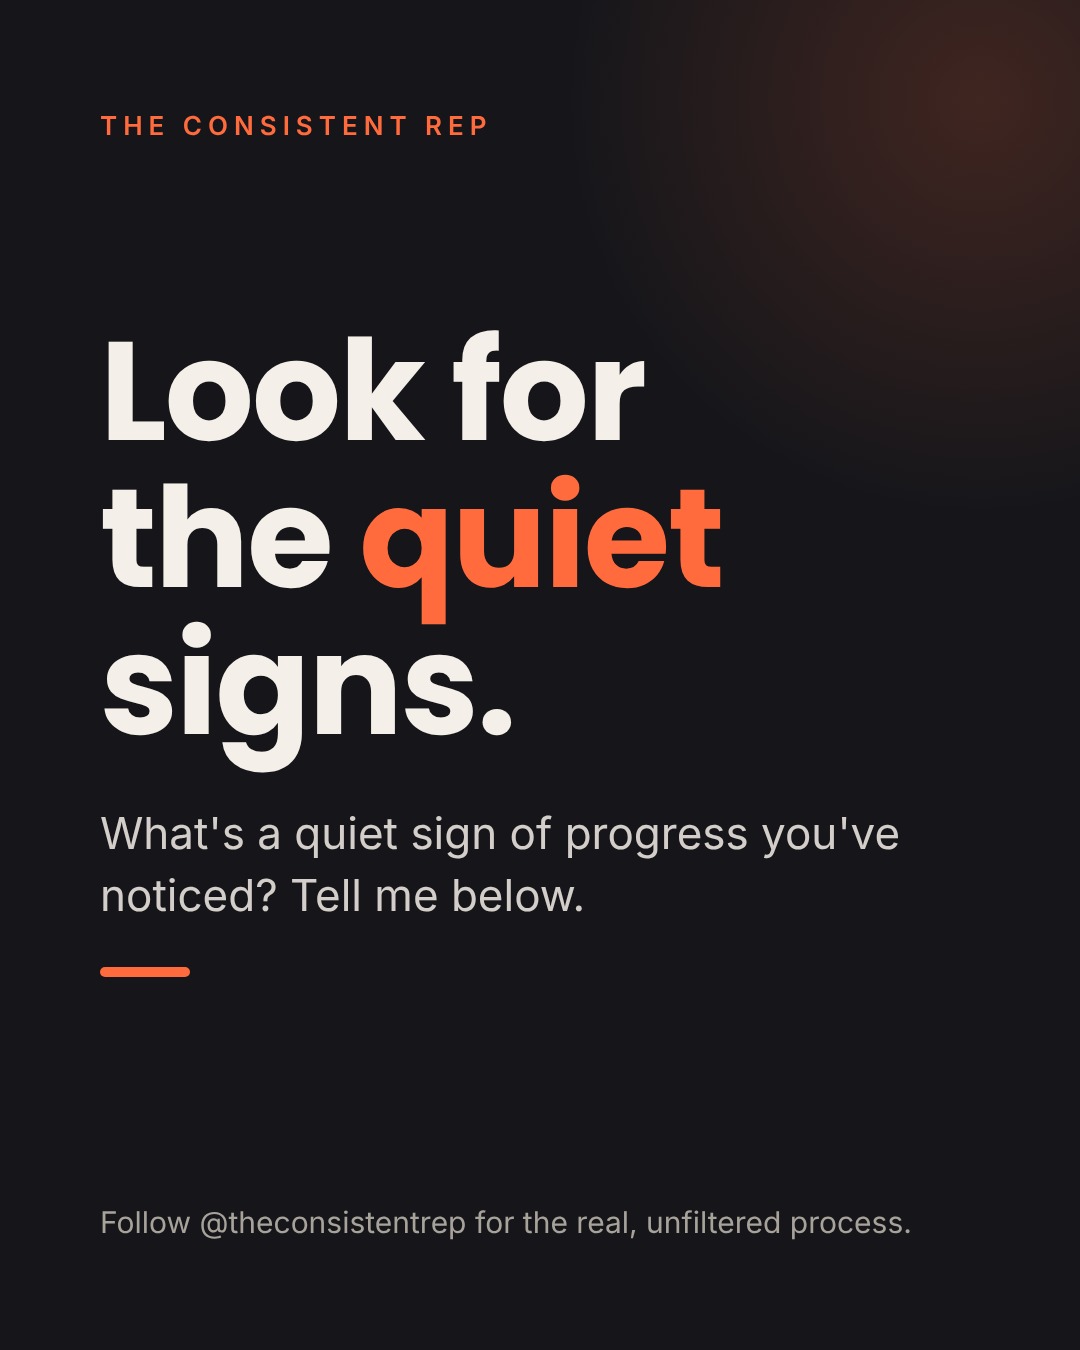 THE CONSISTENT REP
Look for
the quiet
signs.
What's a quiet sign of progress you've
noticed? Tell me below.
Follow @theconsistentrep for the real, unfiltered process.